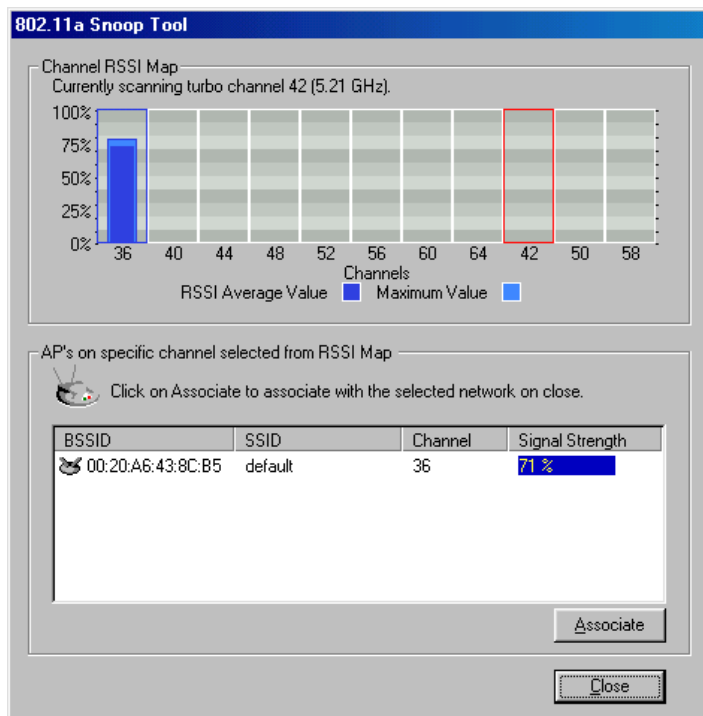 802.11a Snoop Tool
Channel RSSI Map
Currently scanning turbo channel 42 (5.21 GHz).
100%
75%
50%
25%
0%
36 40 44 48 52 56 60 64 42 50 58
Channels
RSSI Average Value Maximum Value
AP's on specific channel selected from RSSI Map
Click on Associate to associate with the selected network on close.
BSSID SSID Channel Signal Strength
00:20:A6:43:8C:B5 default 36 71 %
Associate
Close